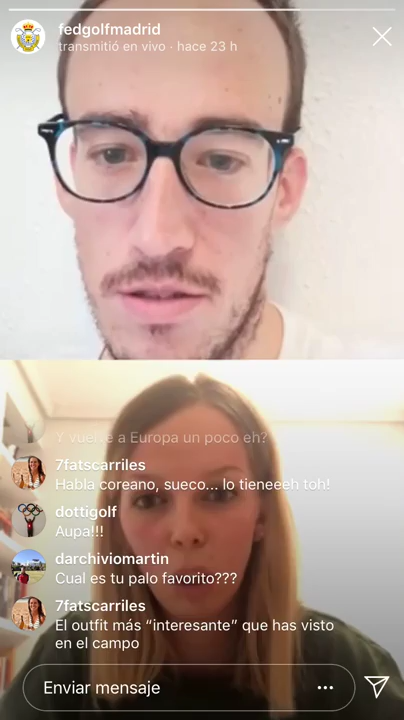 fedgolfmadrid
transmitió en vivo · hace 23 h
Y vuelve a Europa un poco eh?
7fatscarriles
Habla coreano, sueco... lo tieneeeh toh!
dottigolf
Aupa!!!
darchiviomartin
Cual es tu palo favorito???
7fatscarriles
El outfit más “interesante” que has visto
en el campo
Enviar mensaje